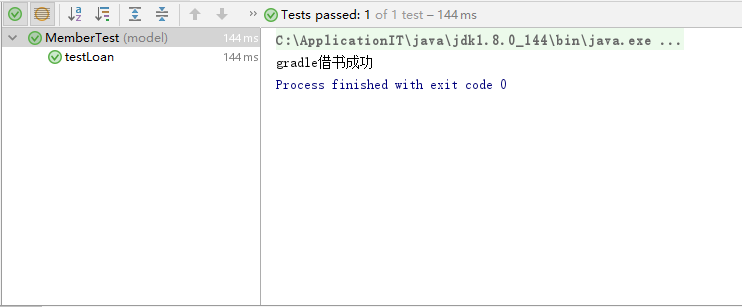 Tests passed: 1 of 1 test – 144 ms
MemberTest (model) 144 ms
testLoan 144 ms
C:\ApplicationIT\java\jdk1.8.0_144\bin\java.exe ...
gradle借书成功
Process finished with exit code 0